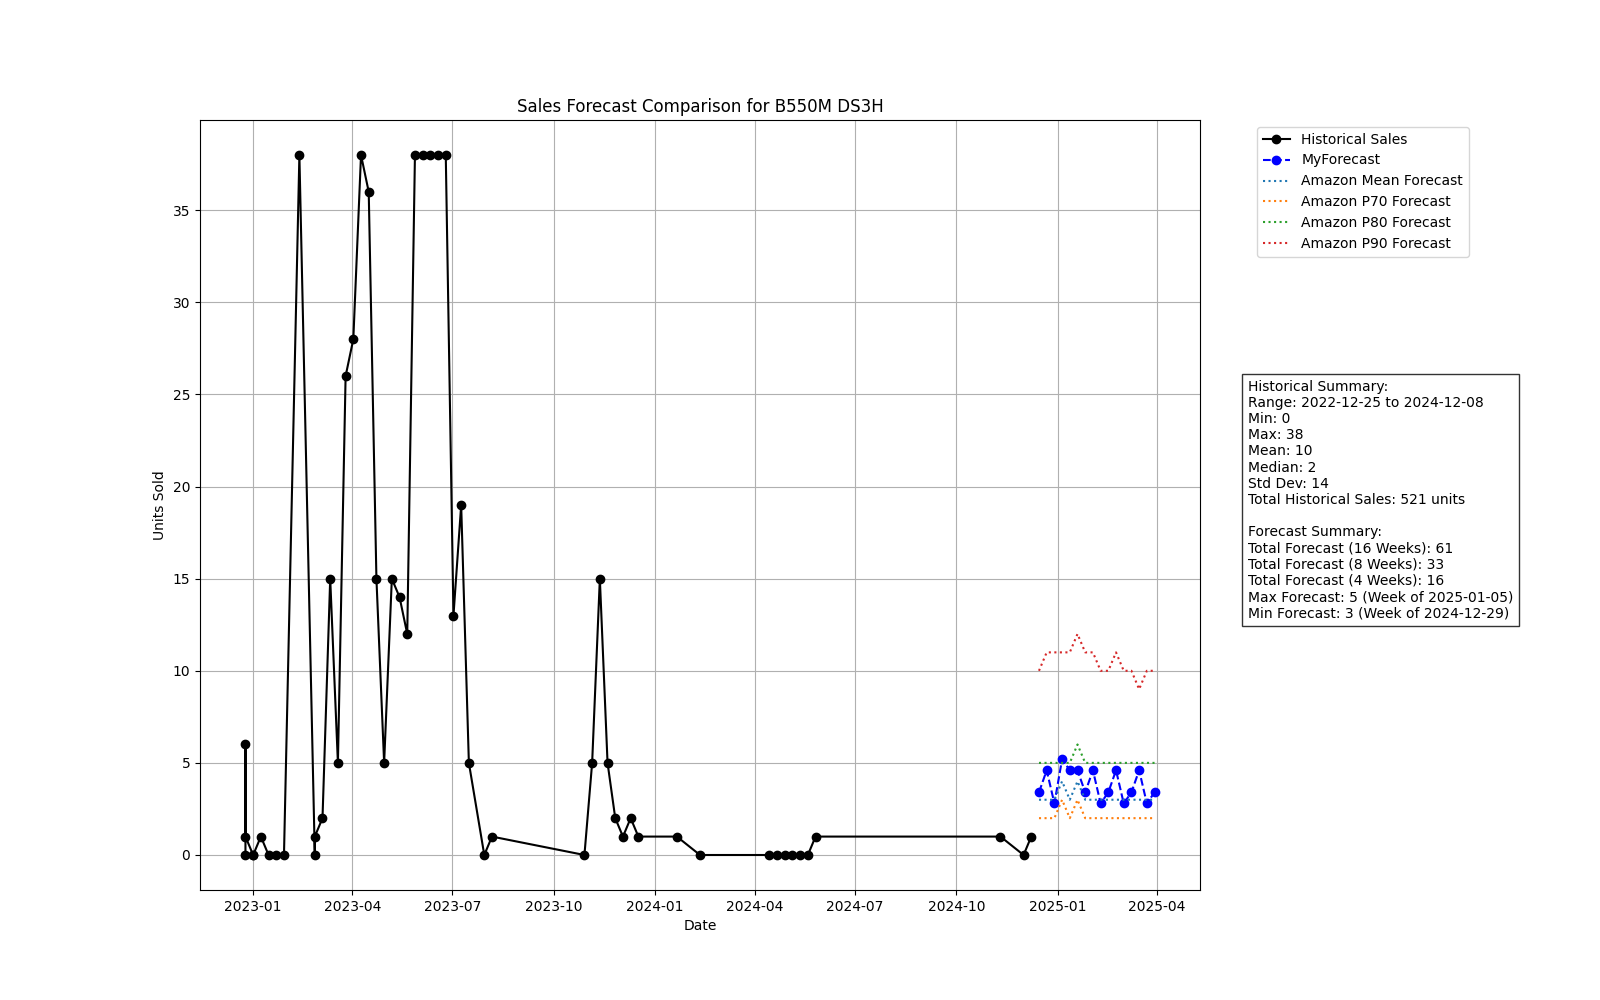 Sales Forecast Comparison for B550M DS3H
Units Sold
35
30
25
20
15
10
5
0
2023-01
2023-04
2023-07
2023-10
2024-01
2024-04
2024-07
2024-10
2025-01
2025-04
Date
Historical Sales
MyForecast
Amazon Mean Forecast
Amazon P70 Forecast
Amazon P80 Forecast
Amazon P90 Forecast
Historical Summary:
Range: 2022-12-25 to 2024-12-08
Min: 0
Max: 38
Mean: 10
Median: 2
Std Dev: 14
Total Historical Sales: 521 units
Forecast Summary:
Total Forecast (16 Weeks): 61
Total Forecast (8 Weeks): 33
Total Forecast (4 Weeks): 16
Max Forecast: 5 (Week of 2025-01-05)
Min Forecast: 3 (Week of 2024-12-29)